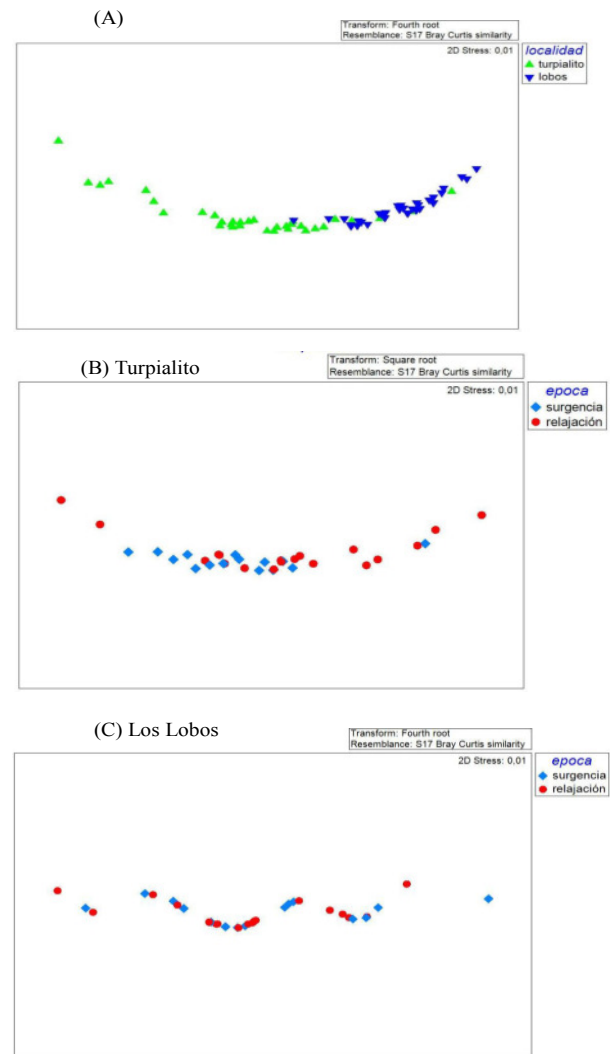 (A)
Transform: Fourth root
Resemblance: S17 Bray Curtis similarity
2D Stress: 0,01
localidad
turpialito
lobos
(B) Turpialito
Transform: Square root
Resemblance: S17 Bray Curtis similarity
2D Stress: 0,01
epoca
surgencia
relajación
(C) Los Lobos
Transform: Fourth root
Resemblance: S17 Bray Curtis similarity
2D Stress: 0,01
epoca
surgencia
relajación